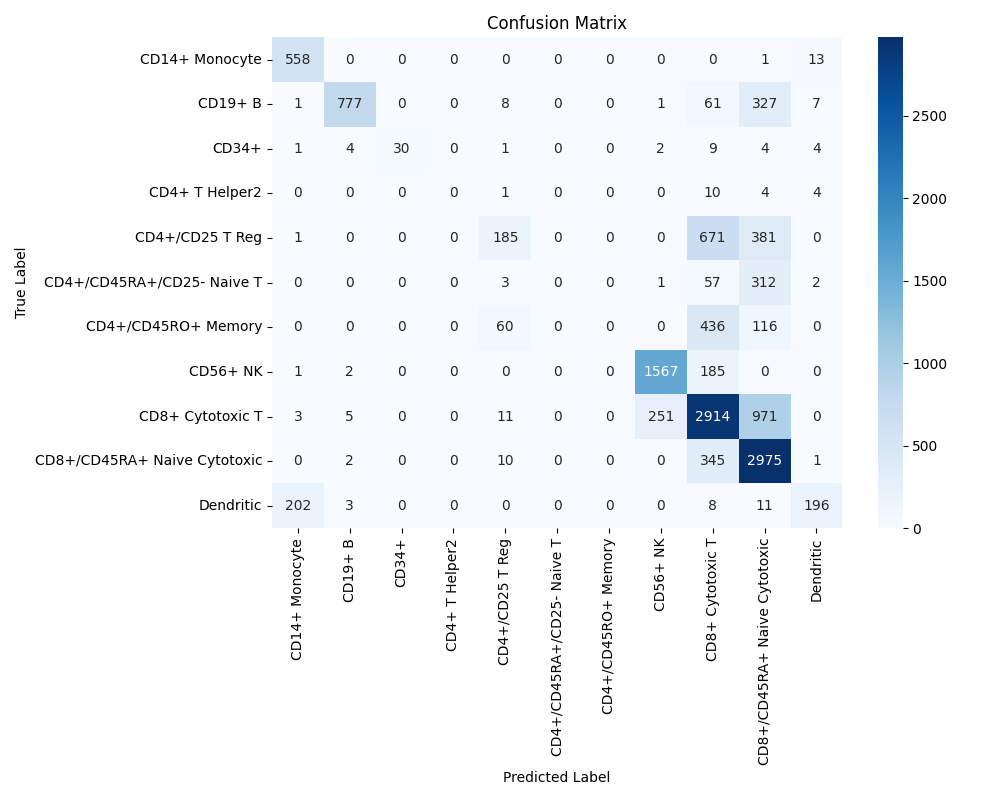 Confusion Matrix
True Label
CD14+ Monocyte 558 0 0 0 0 0 0 0 0 1 13
CD19+ B 1 777 0 0 8 0 0 1 61 327 7
CD34+ 1 4 30 0 1 0 0 2 9 4 4
CD4+ T Helper2 0 0 0 0 1 0 0 0 10 4 4
CD4+/CD25 T Reg 1 0 0 0 185 0 0 0 671 381 0
CD4+/CD45RA+/CD25- Naive T 0 0 0 0 3 0 0 1 57 312 2
CD4+/CD45RO+ Memory 0 0 0 0 60 0 0 0 436 116 0
CD56+ NK 1 2 0 0 0 0 0 1567 185 0 0
CD8+ Cytotoxic T 3 5 0 0 11 0 0 251 2914 971 0
CD8+/CD45RA+ Naive Cytotoxic 0 2 0 0 10 0 0 0 345 2975 1
Dendritic 202 3 0 0 0 0 0 0 8 11 196
CD14+ Monocyte
CD19+ B
CD34+
CD4+ T Helper2
CD4+/CD25 T Reg
CD4+/CD45RA+/CD25- Naive T
CD4+/CD45RO+ Memory
CD56+ NK
CD8+ Cytotoxic T
CD8+/CD45RA+ Naive Cytotoxic
Dendritic
Predicted Label
2500
2000
1500
1000
500
0